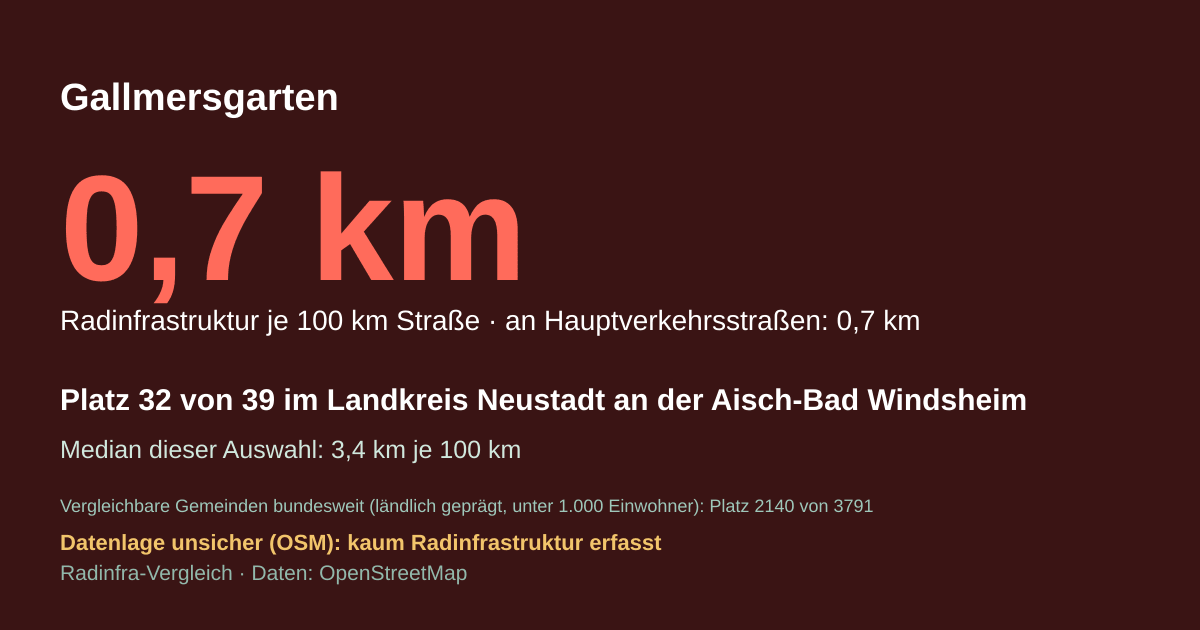 Gallmersgarten
0,7 km
Radinfrastruktur je 100 km Straße · an Hauptverkehrsstraßen: 0,7 km
Platz 32 von 39 im Landkreis Neustadt an der Aisch-Bad Windsheim
Median dieser Auswahl: 3,4 km je 100 km
Vergleichbare Gemeinden bundesweit (ländlich geprägt, unter 1.000 Einwohner): Platz 2140 von 3791
Datenlage unsicher (OSM): kaum Radinfrastruktur erfasst
Radinfra-Vergleich · Daten: OpenStreetMap